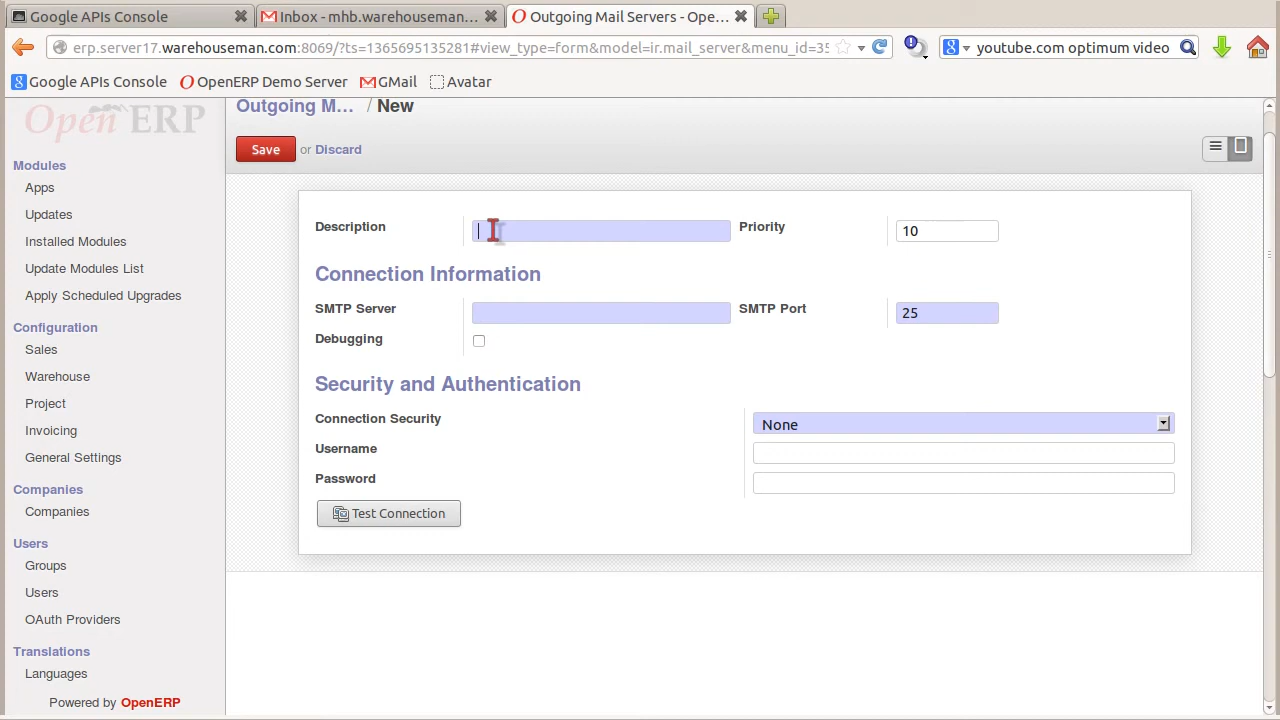 Google APIs Console
Inbox - mhb.warehouseman....
Outgoing Mail Servers - Ope...
erp.server17.warehouseman.com:8069/?ts=1365695135281#view_type=form&model=ir.mail_server&menu_id=35
youtube.com optimum video
Google APIs Console
OpenERP Demo Server
GMail
Avatar
Open ERP
Outgoing M... / New
Save or Discard
Modules
Apps
Updates
Installed Modules
Update Modules List
Apply Scheduled Upgrades
Configuration
Sales
Warehouse
Project
Invoicing
General Settings
Companies
Companies
Users
Groups
Users
OAuth Providers
Translations
Languages
Powered by OpenERP
Description
Priority 10
Connection Information
SMTP Server
SMTP Port 25
Debugging
Security and Authentication
Connection Security None
Username
Password
Test Connection